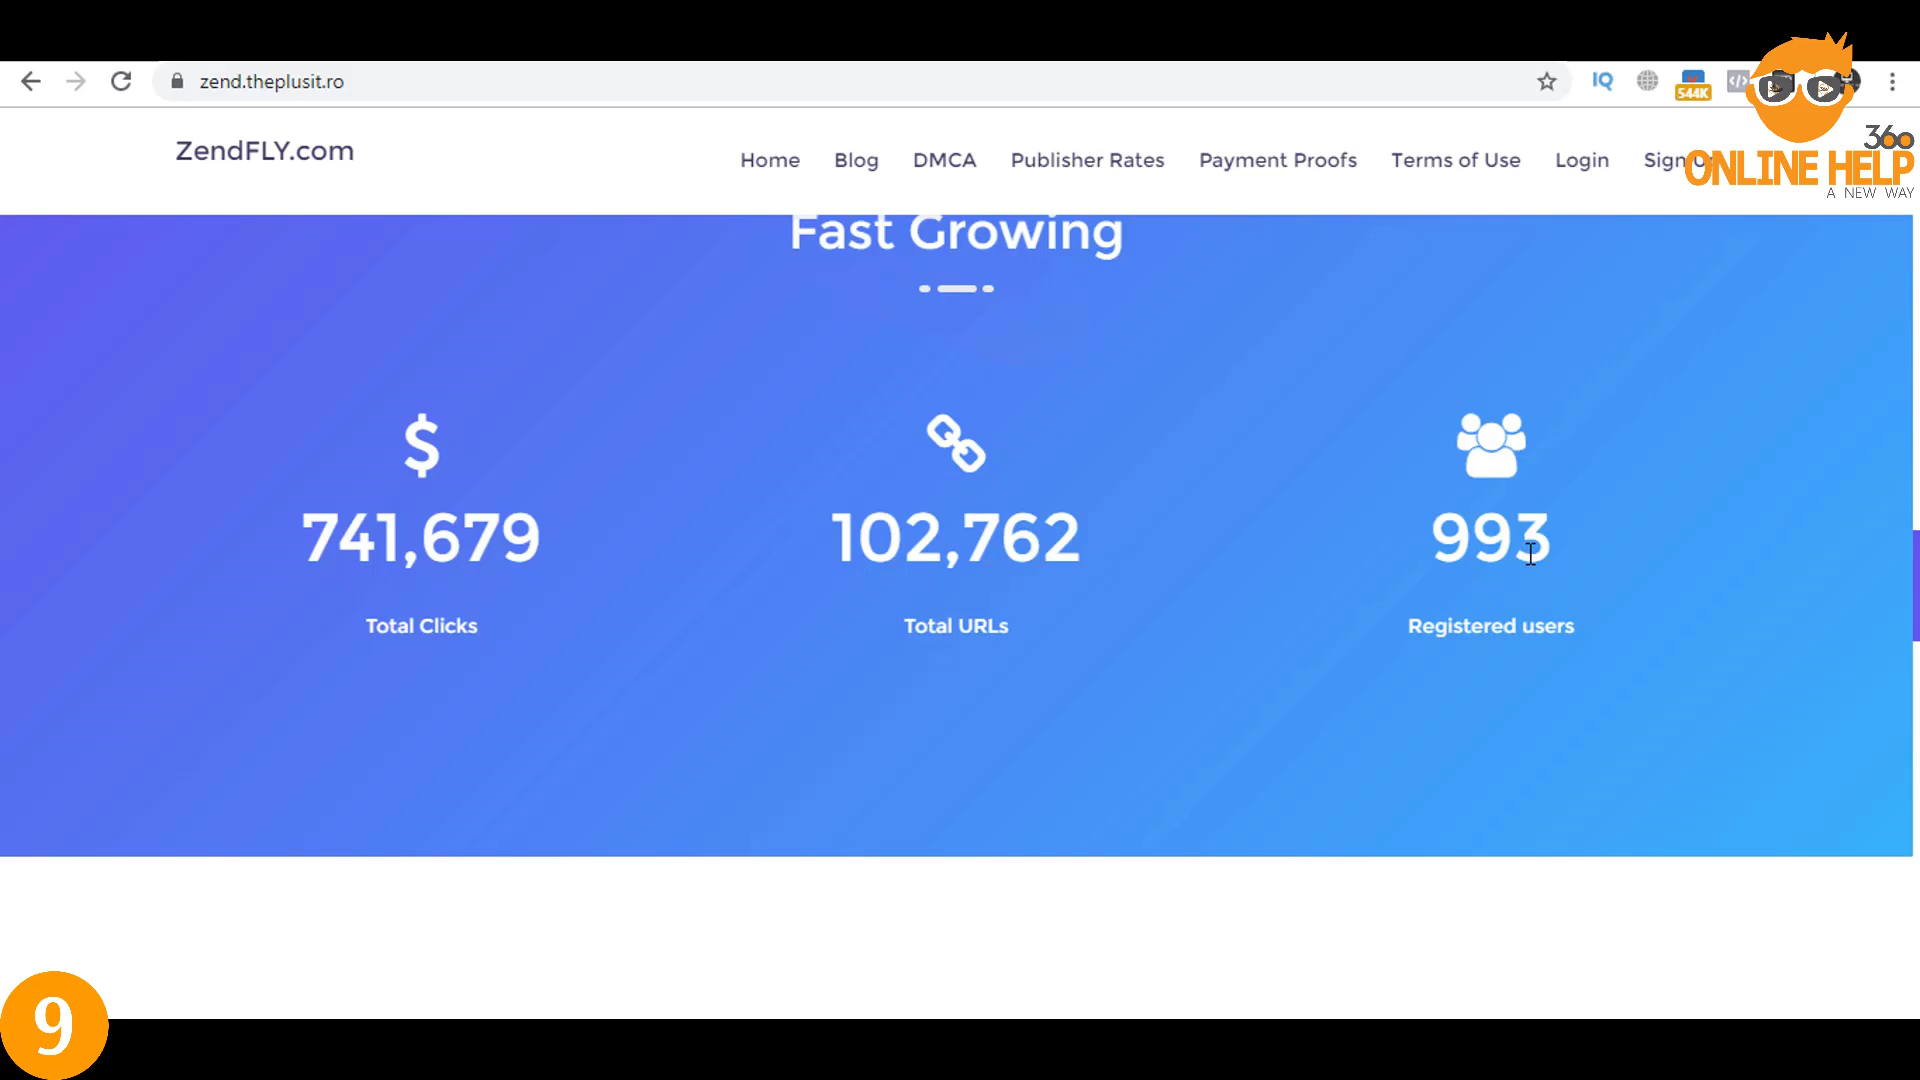 zend.theplusit.ro
IQ
544K
360
ONLINE HELP
A NEW WAY
ZendFLY.com
Home Blog DMCA Publisher Rates Payment Proofs Terms of Use Login Sign
Fast Growing
$
741,679 102,762 993
Total Clicks Total URLs Registered users
9